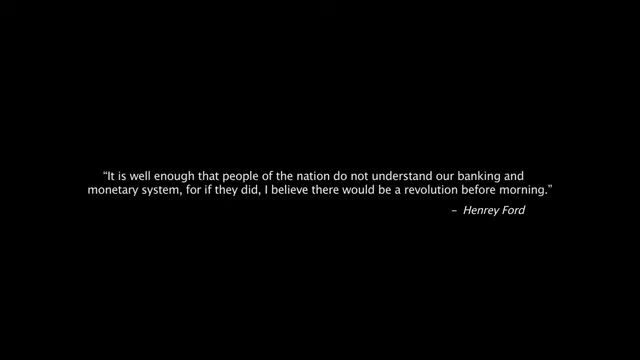 “It is well enough that people of the nation do not understand our banking and
monetary system, for if they did, I believe there would be a revolution before morning.”
– Henrey Ford